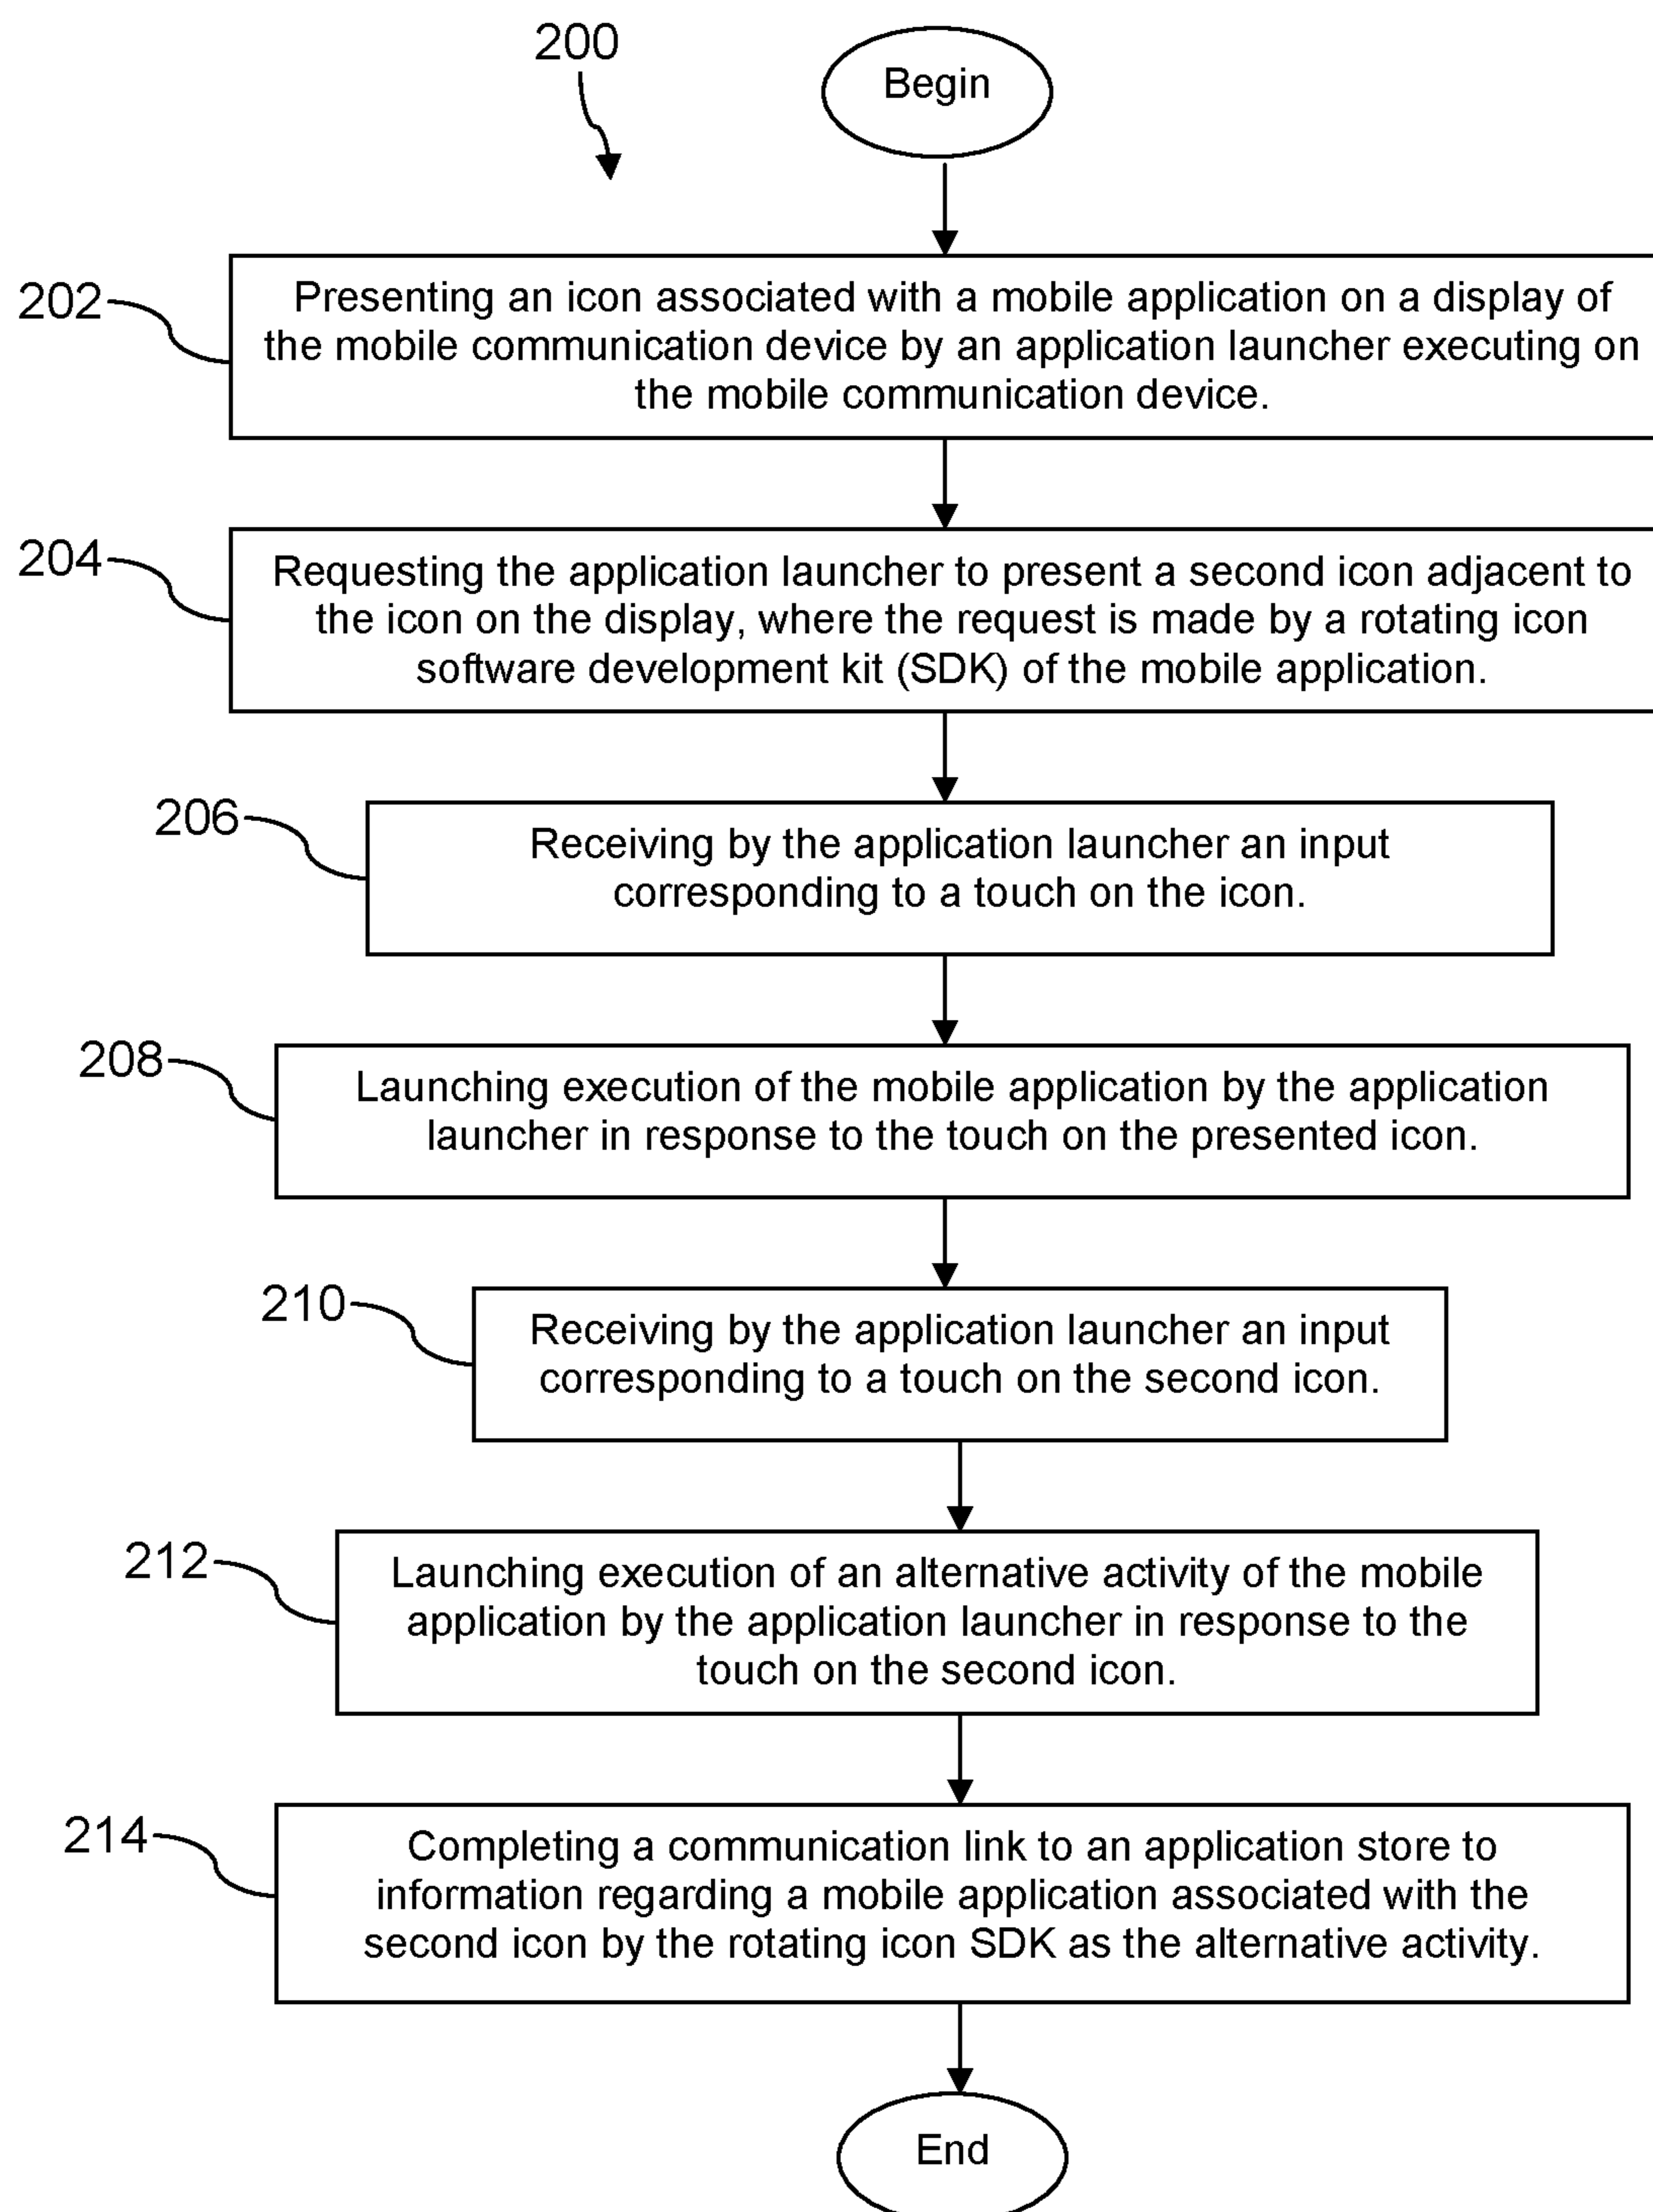 200
Begin
202
Presenting an icon associated with a mobile application on a display of
the mobile communication device by an application launcher executing on
the mobile communication device.
204
Requesting the application launcher to present a second icon adjacent to
the icon on the display, where the request is made by a rotating icon
software development kit (SDK) of the mobile application.
206
Receiving by the application launcher an input
corresponding to a touch on the icon.
208
Launching execution of the mobile application by the application
launcher in response to the touch on the presented icon.
210
Receiving by the application launcher an input
corresponding to a touch on the second icon.
212
Launching execution of an alternative activity of the mobile
application by the application launcher in response to the
touch on the second icon.
214
Completing a communication link to an application store to
information regarding a mobile application associated with the
second icon by the rotating icon SDK as the alternative activity.
End